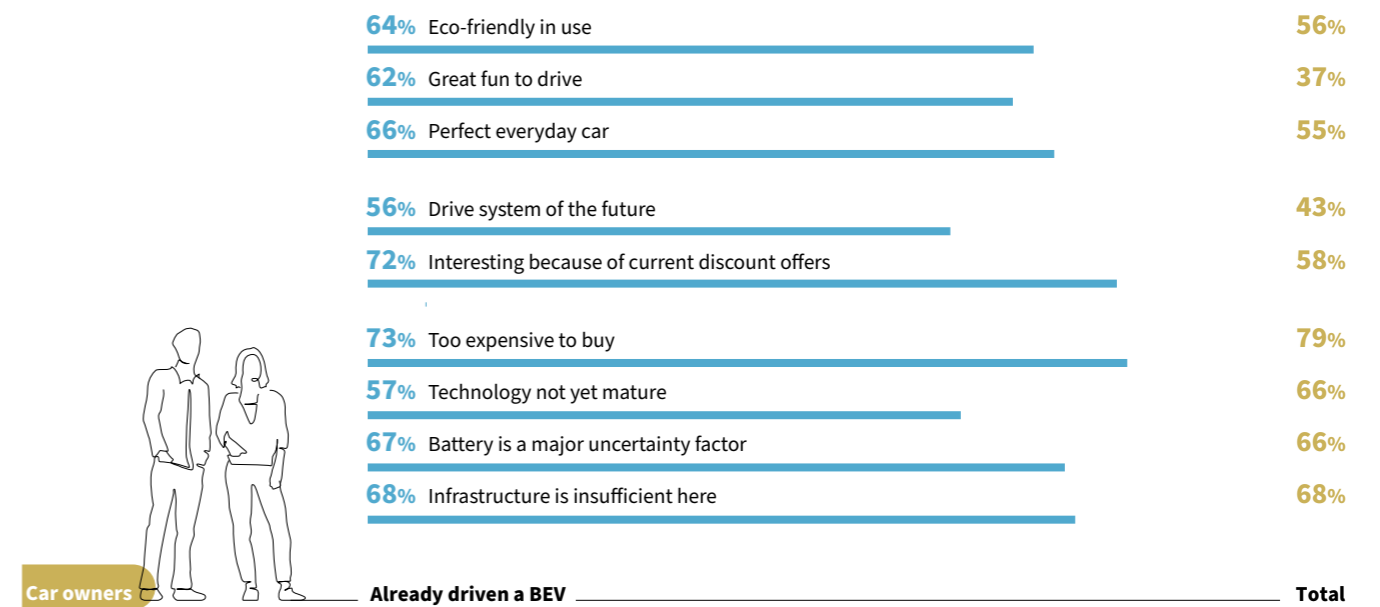 64% Eco-friendly in use 56%
62% Great fun to drive 37%
66% Perfect everyday car 55%
56% Drive system of the future 43%
72% Interesting because of current discount offers 58%
73% Too expensive to buy 79%
57% Technology not yet mature 66%
67% Battery is a major uncertainty factor 66%
68% Infrastructure is insufficient here 68%
Car owners Already driven a BEV Total